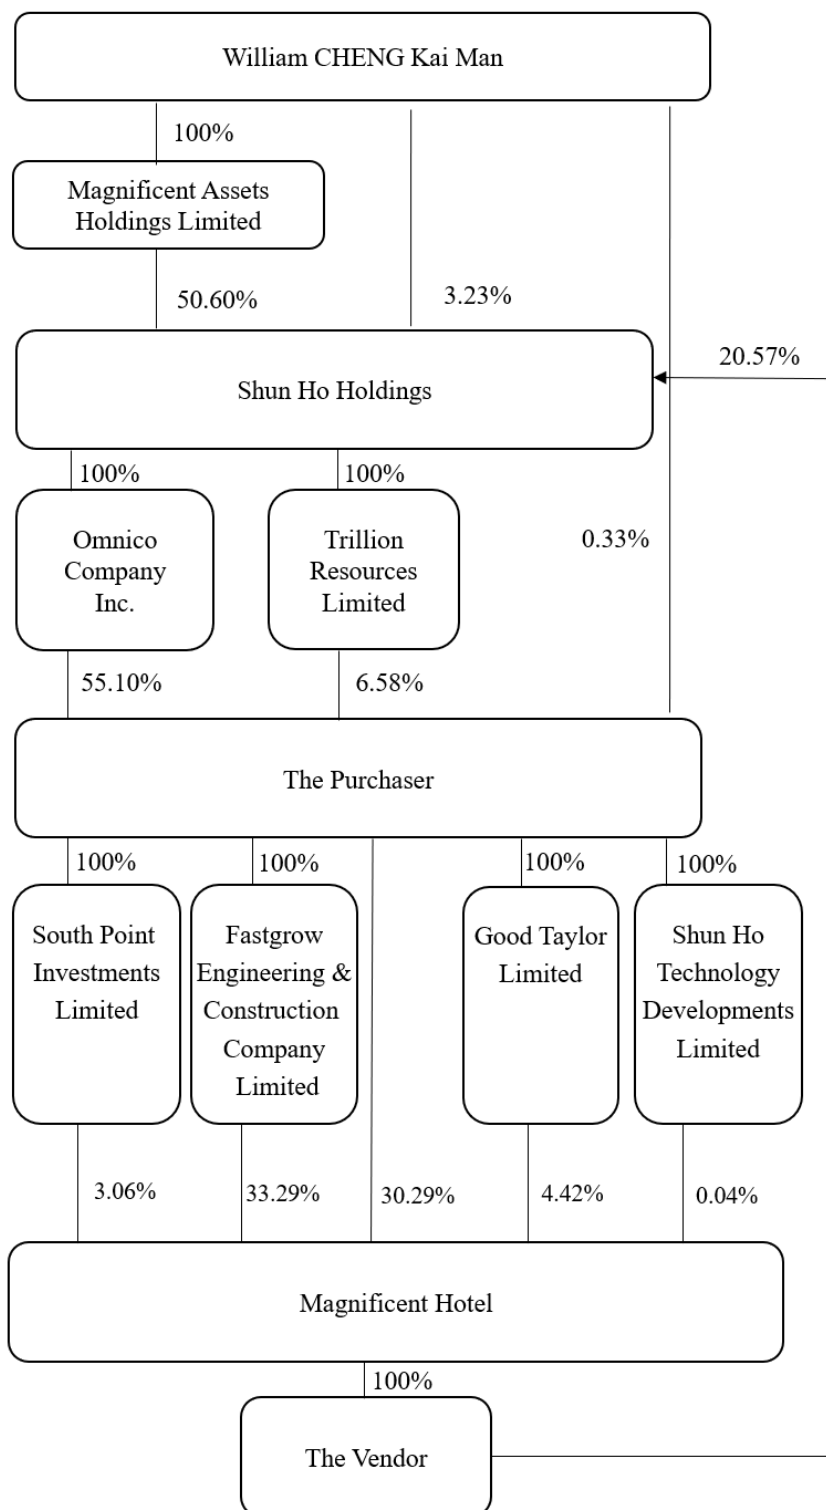 William CHENG Kai Man
100%
Magnificent Assets
Holdings Limited
50.60%
3.23%
20.57%
Shun Ho Holdings
100%
100%
Omnico
Company
Inc.
Trillion
Resources
Limited
0.33%
55.10%
6.58%
The Purchaser
100%
100%
100%
100%
South Point
Investments
Limited
Fastgrow
Engineering &
Construction
Company
Limited
Good Taylor
Limited
Shun Ho
Technology
Developments
Limited
3.06%
33.29%
30.29%
4.42%
0.04%
Magnificent Hotel
100%
The Vendor